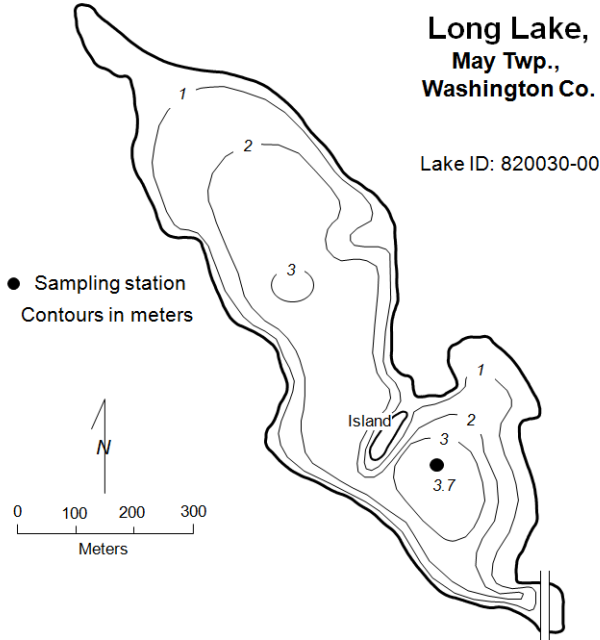 Long Lake,
May Twp.,
Washington Co.
Lake ID: 820030-00
1
2
3
Sampling station
Contours in meters
1
Island
2
3
3.7
N
0 100 200 300
Meters